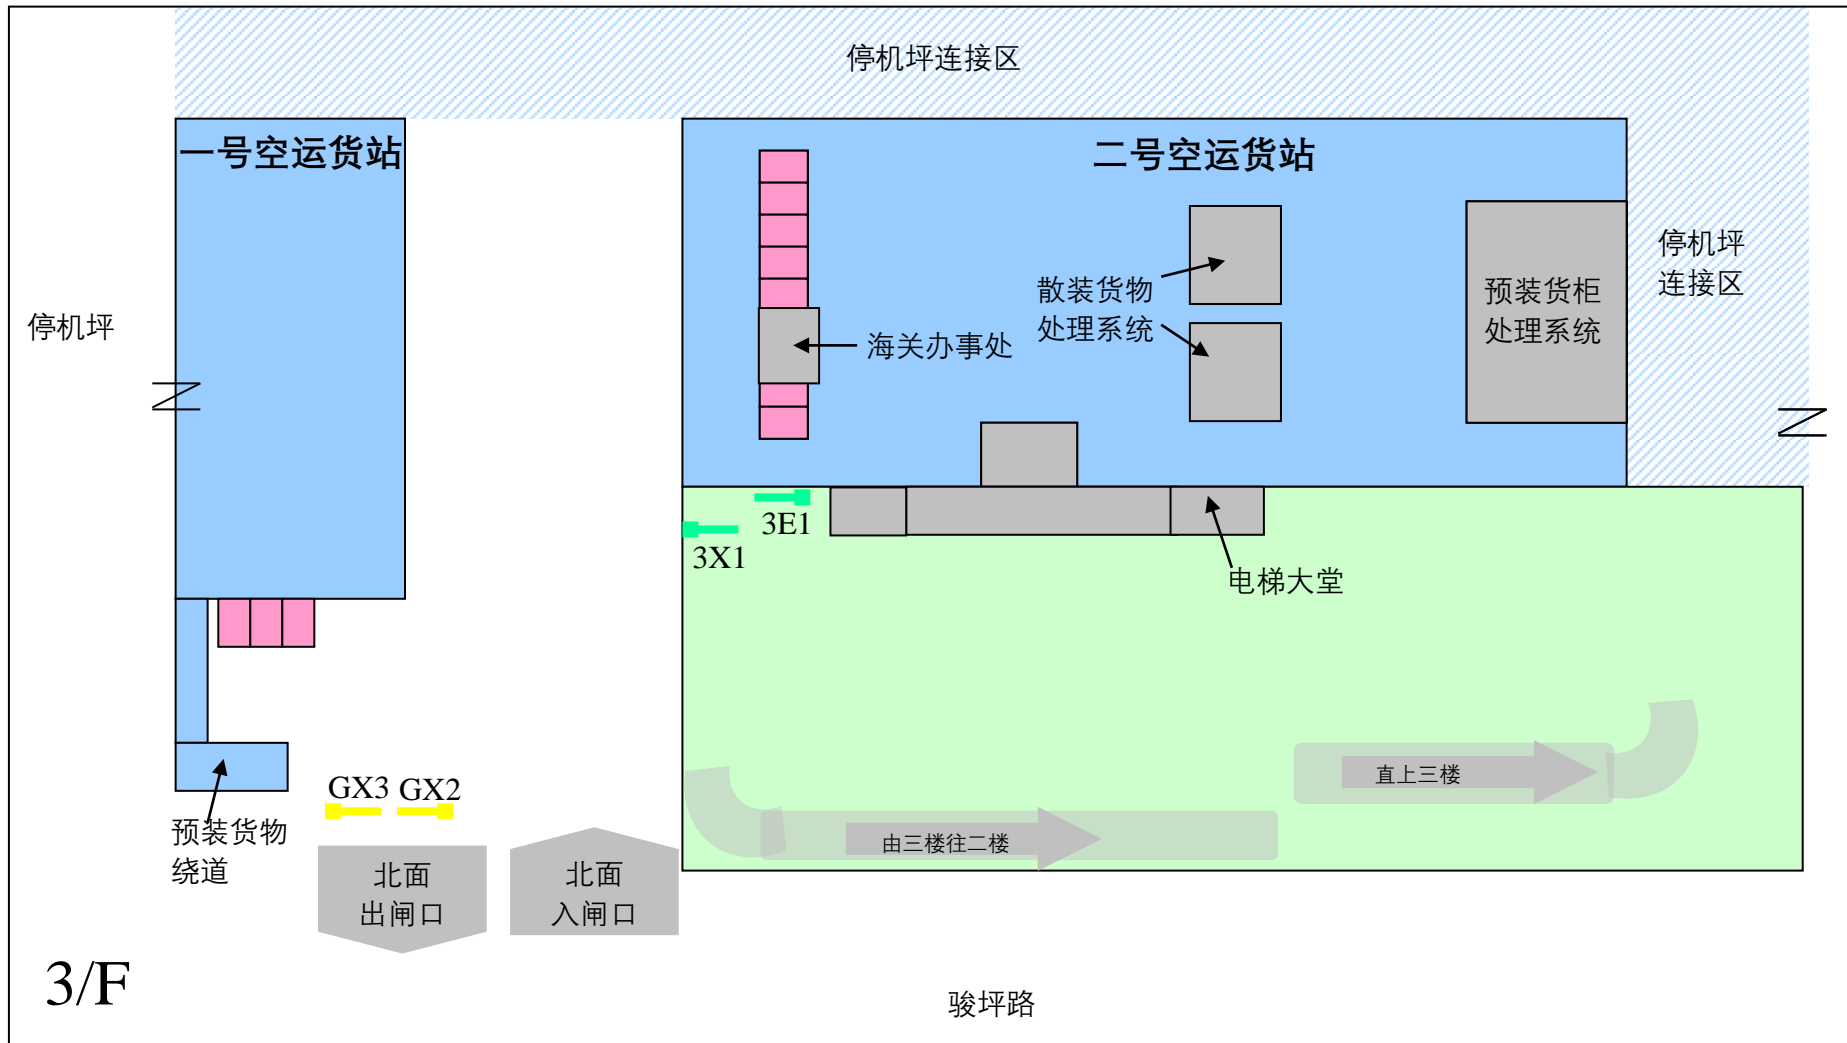 停机坪连接区
一号空运货站
二号空运货站
停机坪
连接区
散装货物
处理系统
预装货柜
处理系统
停机坪
海关办事处
3E1
3X1
电梯大堂
直上三楼
GX3
GX2
由三楼往二楼
预装货物
绕道
北面
出闸口
北面
入闸口
3/F
骏坪路